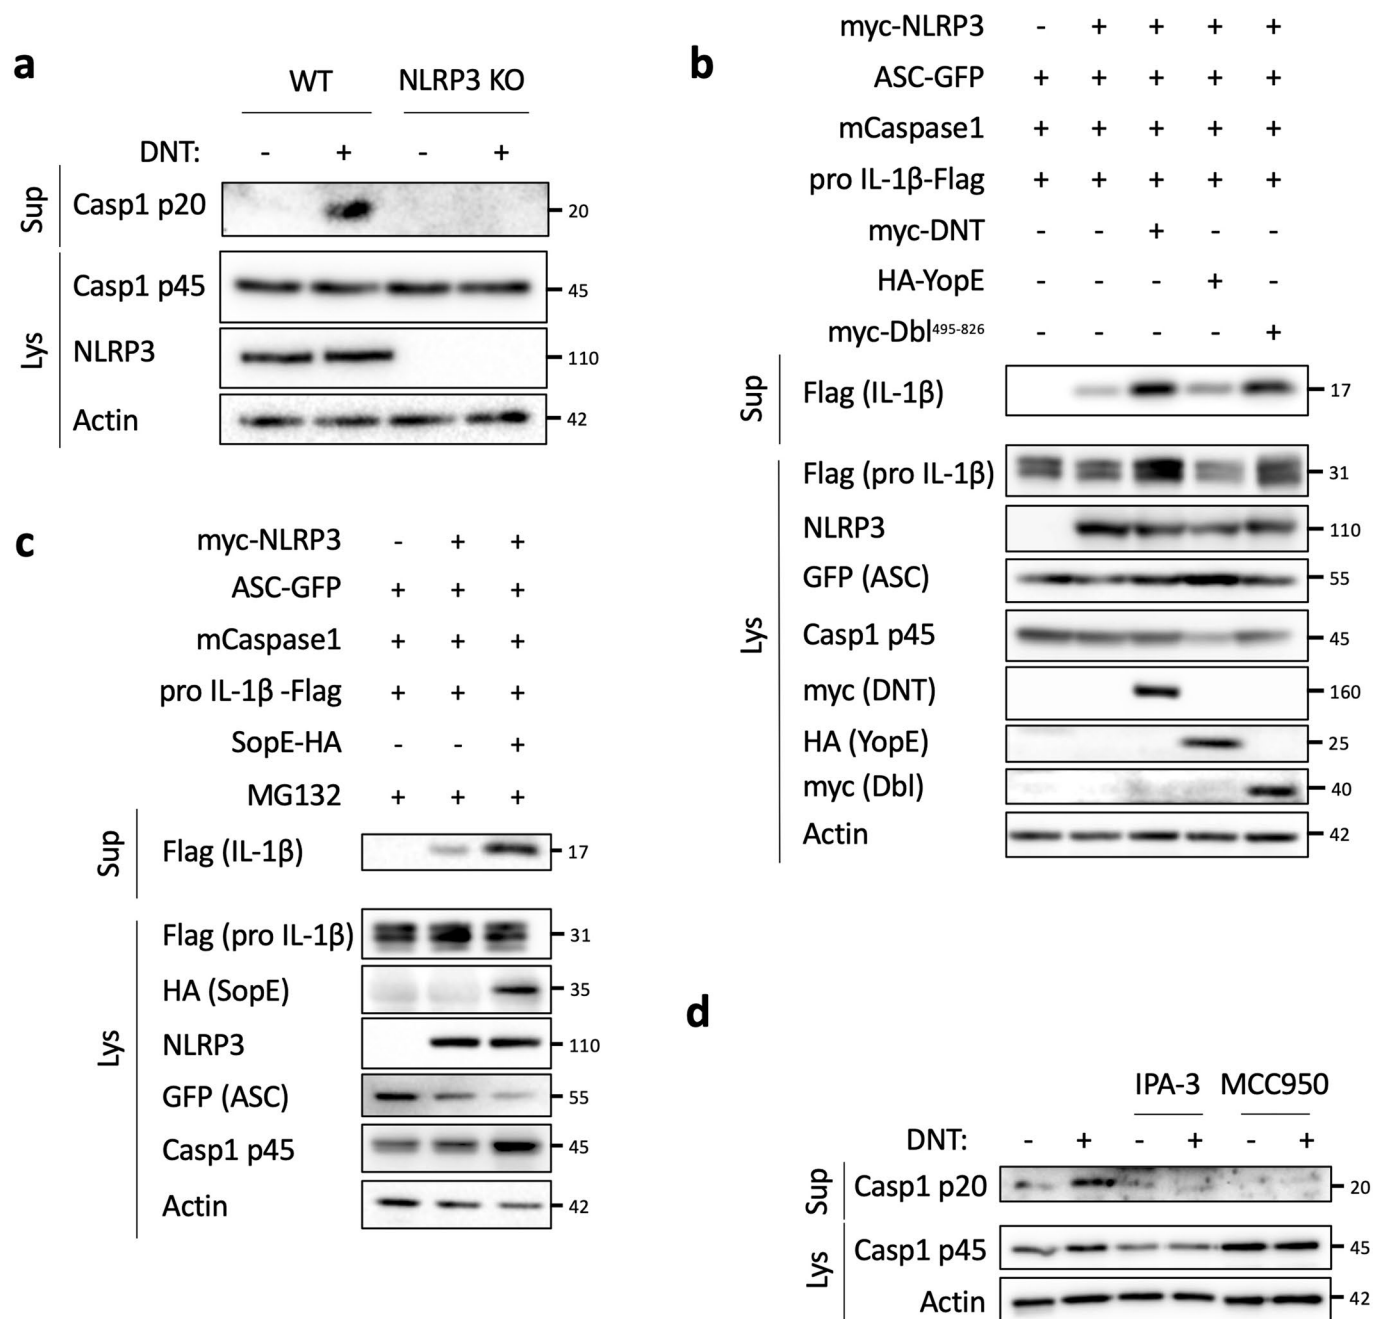 a
WT NLRP3 KO
DNT: - + - +
Sup
Casp1 p20 20
Lys
Casp1 p45 45
NLRP3 110
Actin 42
b
myc-NLRP3 - + + + +
ASC-GFP + + + + +
mCaspase1 + + + + +
pro IL-1β-Flag + + + + +
myc-DNT - - + - -
HA-YopE - - - + -
myc-Dbl⁴⁹⁵⁻⁸²⁶ - - - - +
Sup
Flag (IL-1β) 17
Lys
Flag (pro IL-1β) 31
NLRP3 110
GFP (ASC) 55
Casp1 p45 45
myc (DNT) 160
HA (YopE) 25
myc (Dbl) 40
Actin 42
c
myc-NLRP3 - + +
ASC-GFP + + +
mCaspase1 + + +
pro IL-1β -Flag + + +
SopE-HA - - +
MG132 + + +
Sup
Flag (IL-1β) 17
Lys
Flag (pro IL-1β) 31
HA (SopE) 35
NLRP3 110
GFP (ASC) 55
Casp1 p45 45
Actin 42
d
IPA-3 MCC950
DNT: - + - + - +
Sup
Casp1 p20 20
Lys
Casp1 p45 45
Actin 42